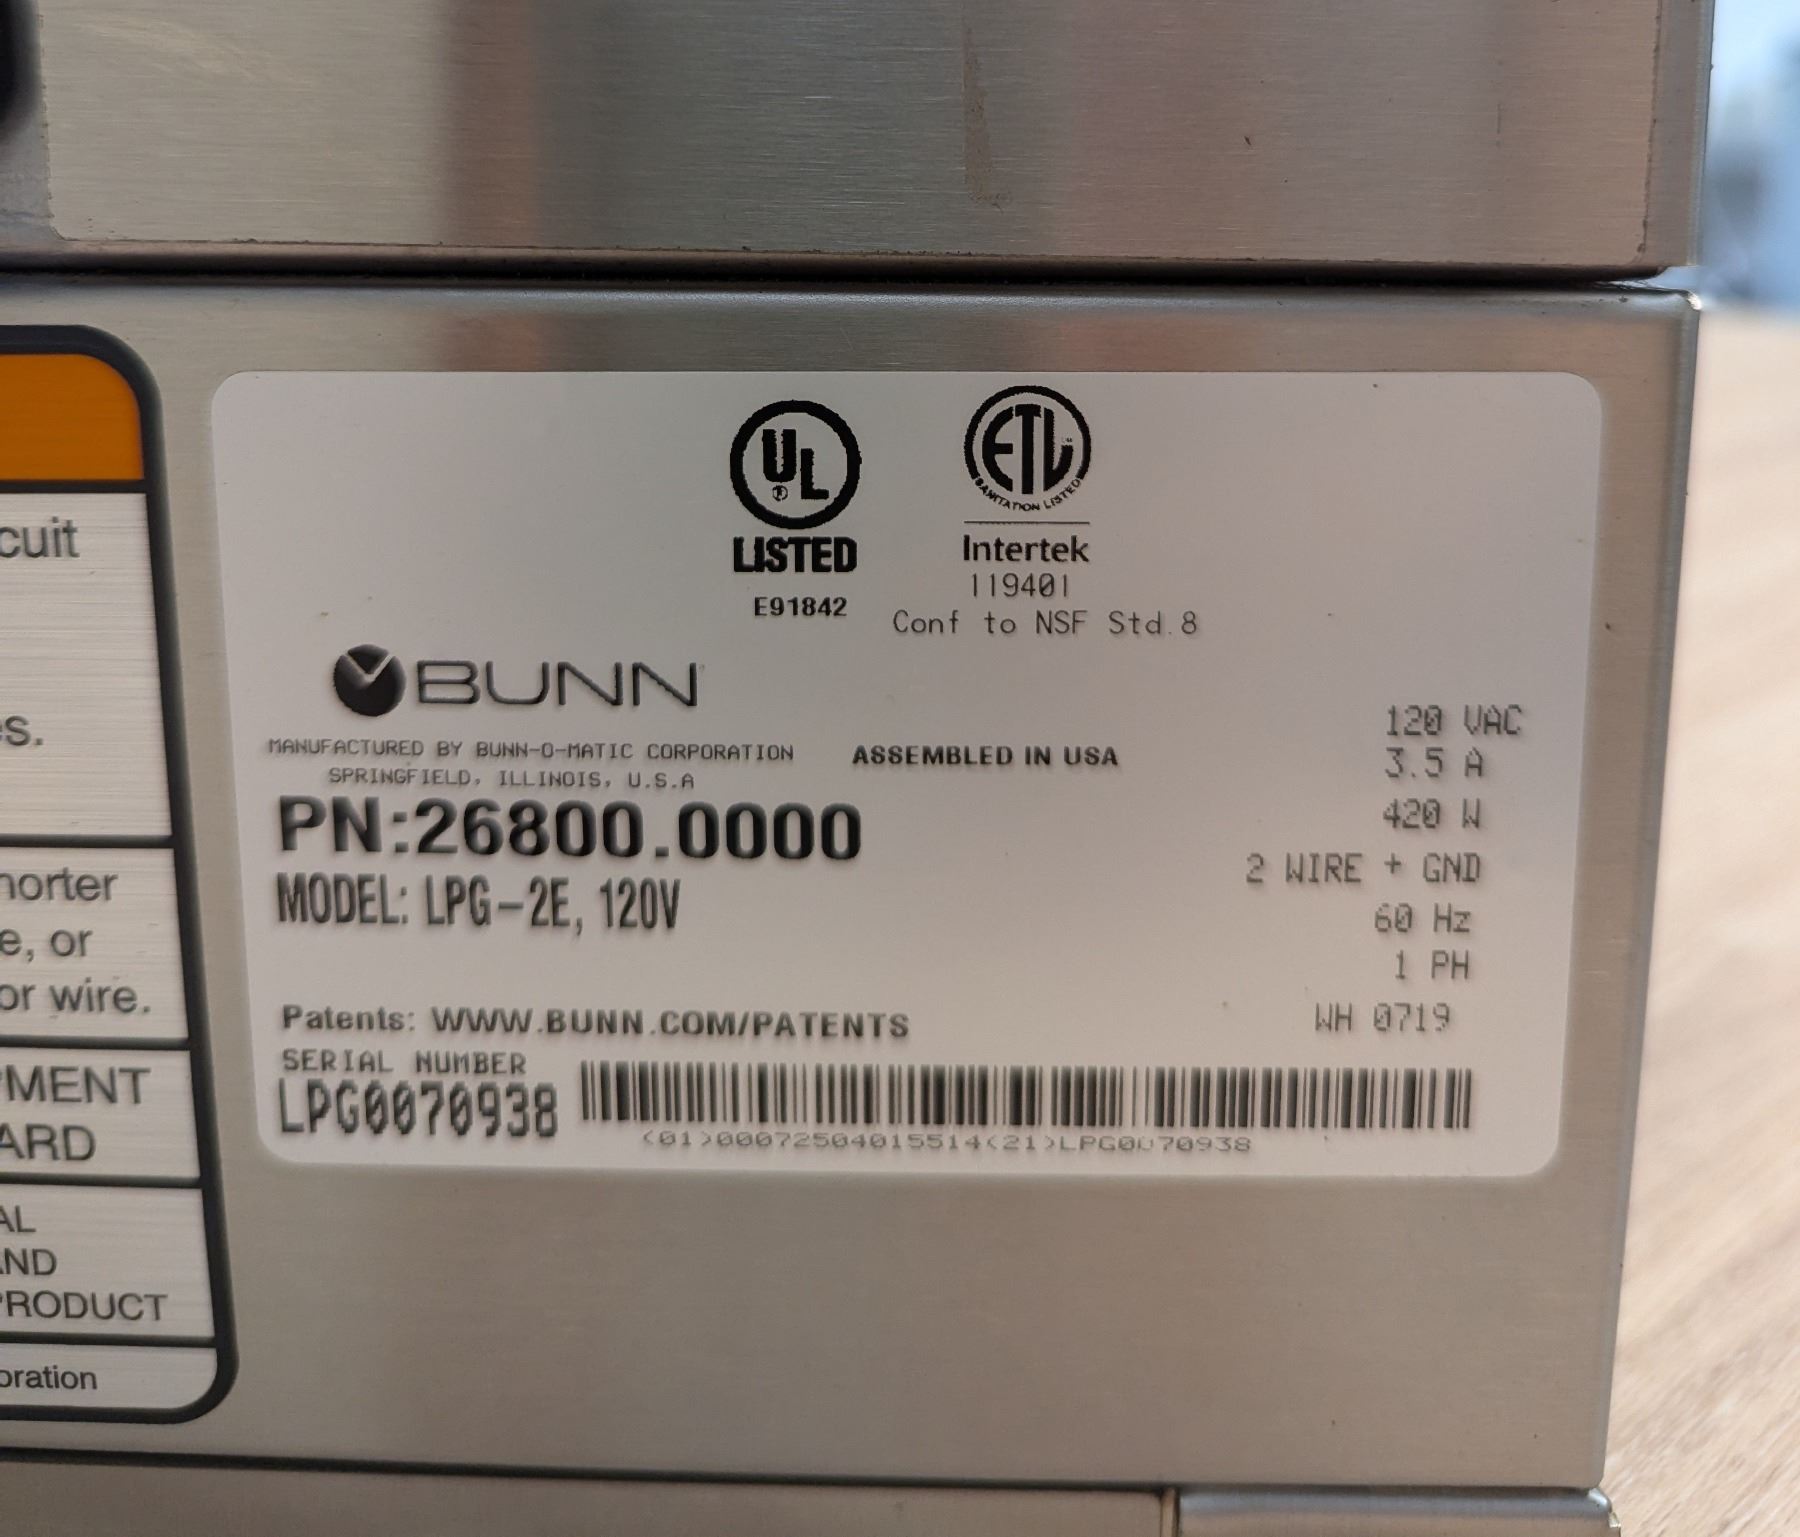 cuit
s.
horter
e, or
or wire.
MENT
ARD
AL
ND
PRODUCT
oration
UL
®
LISTED
E91842
ETL
SANITATION LISTED
Intertek
119401
Conf to NSF Std.8
BUNN
MANUFACTURED BY BUNN-O-MATIC CORPORATION
SPRINGFIELD, ILLINOIS, U.S.A
ASSEMBLED IN USA
PN:26800.0000
MODEL: LPG-2E, 120V
120 VAC
3.5 A
420 W
2 WIRE + GND
60 Hz
1 PH
WH 0719
Patents: WWW.BUNN.COM/PATENTS
SERIAL NUMBER
LPG0070938
(01)00072504015514(21)LPG0070938